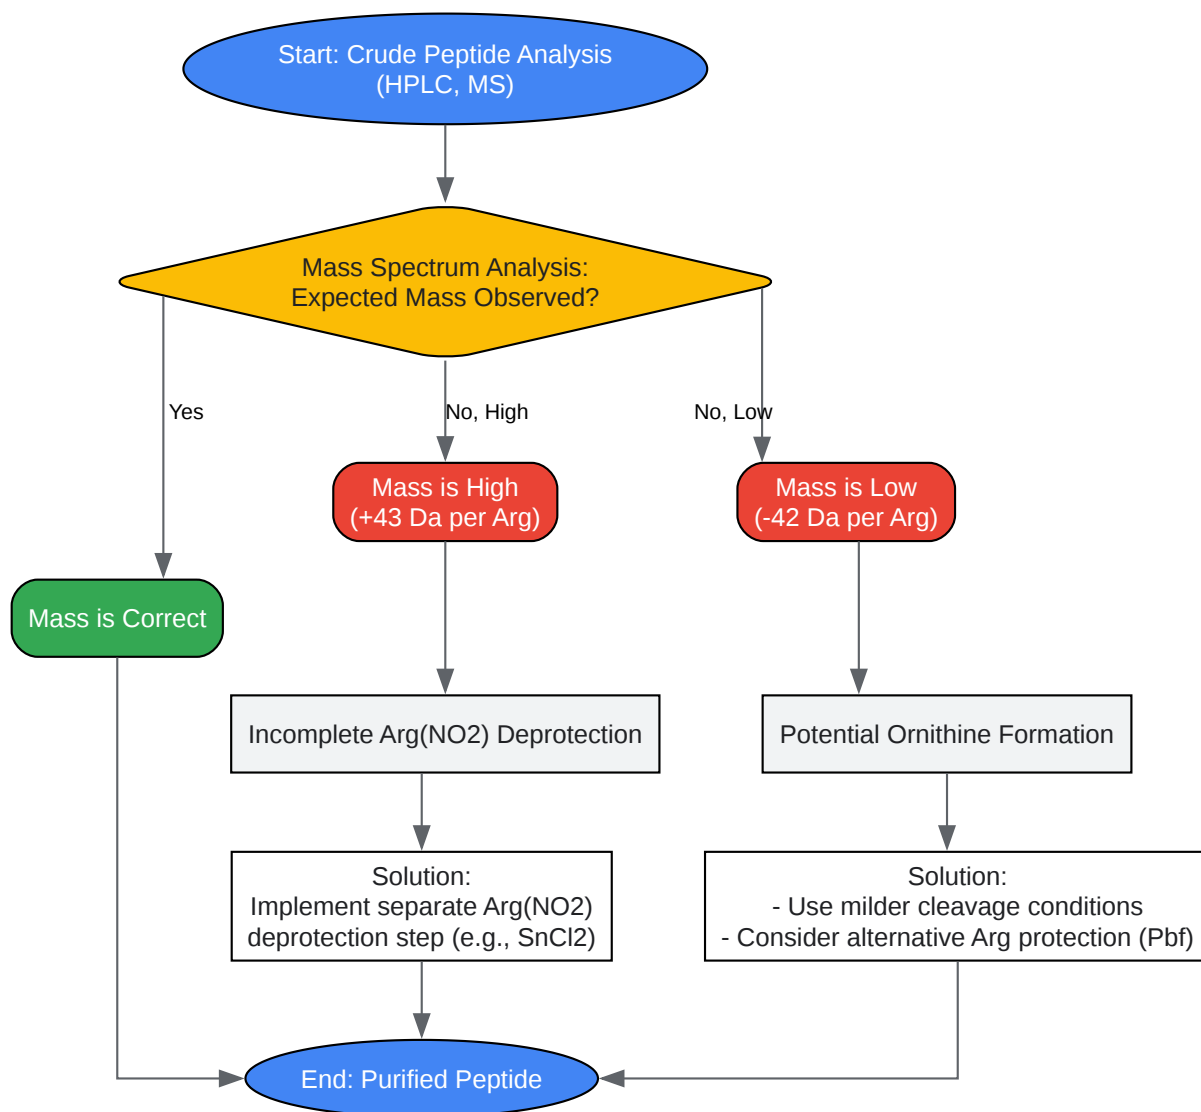 Start: Crude Peptide Analysis
(HPLC, MS)
Mass Spectrum Analysis:
Expected Mass Observed?
Yes
No, High
No, Low
Mass is High
(+43 Da per Arg)
Mass is Low
(-42 Da per Arg)
Mass is Correct
Incomplete Arg(NO2) Deprotection
Potential Ornithine Formation
Solution:
Implement separate Arg(NO2)
deprotection step (e.g., SnCl2)
Solution:
- Use milder cleavage conditions
- Consider alternative Arg protection (Pbf)
End: Purified Peptide